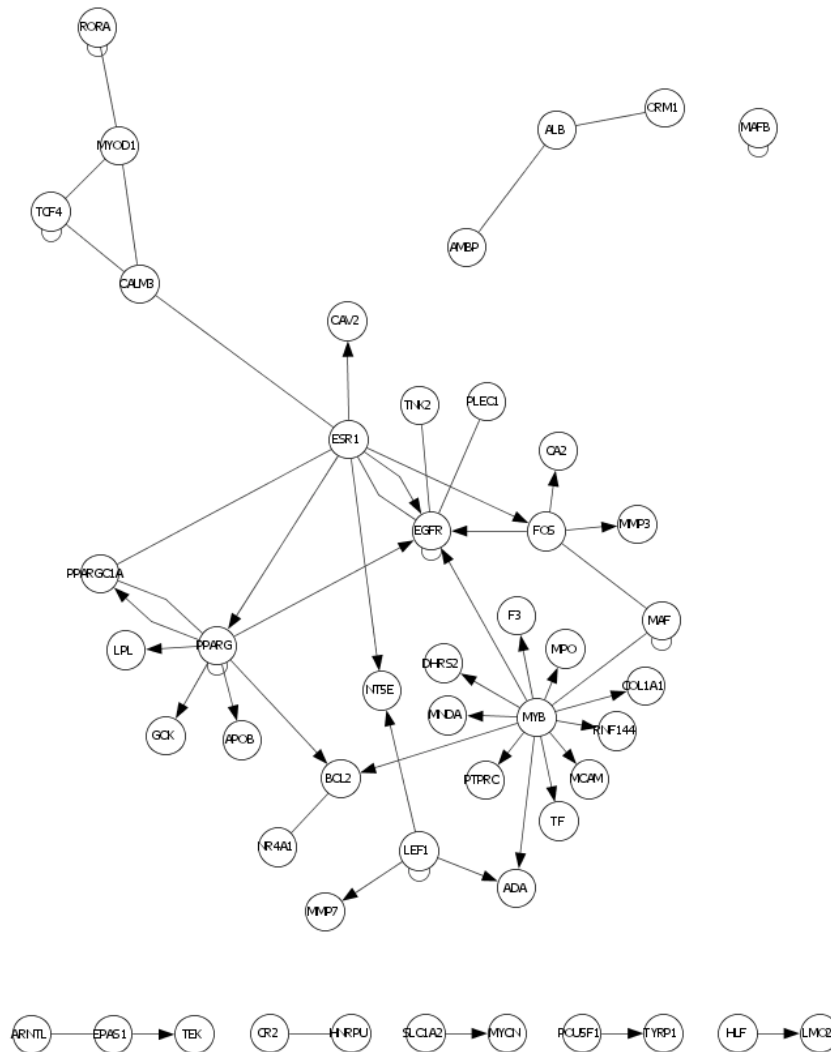 RORA
ORM1
ALB
MAFB
MYOD1
TCF4
AMBP
CALM3
CAV2
TNK2
PLEC1
ESR1
CA2
EGFR
FOS
MMP3
PPARGC1A
F3
MAF
PPARG
LPL
MPO
DHRS2
COL1A1
NT5E
MNDA
MYB
RNF144
GCK
APOB
BCL2
PTPRC
MCAM
TF
NR4A1
LEF1
ADA
MMP7
ARNTL
EPAS1
TEK
CR2
HNRPU
SLC1A2
MYCN
POU5F1
TYRP1
HLF
LMO2